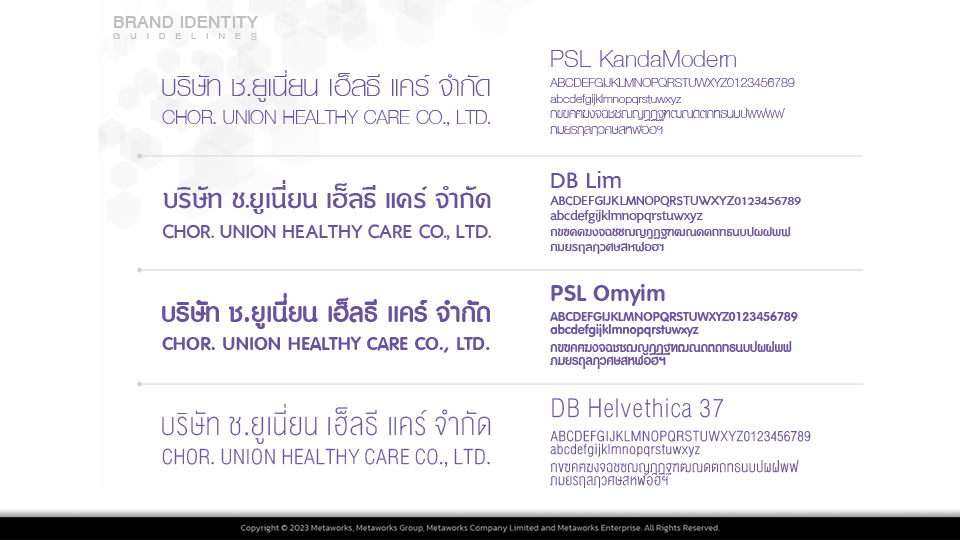 BRAND IDENTITY
GUIDELINES
บริษัท ช.ยูเนี่ยน เฮ็ลธี แคร์ จำกัด
CHOR. UNION HEALTHY CARE CO., LTD.
PSL KandaModern
ABCDEFGIJKLMNOPQRSTUVWXYZ0123456789
abcdefgijklmnopqrstuwxyz
กขฃคฅฆงจฉชซฌญฎฏฐฑฒณดตถทธนบปผฝพฟ
ภมยรฤลฦวศษสหฬอฮฯ
บริษัท ช.ยูเนี่ยน เฮ็ลธี แคร์ จำกัด
CHOR. UNION HEALTHY CARE CO., LTD.
DB Lim
ABCDEFGIJKLMNOPQRSTUVWXYZ0123456789
abcdefgijklmnopqrstuwxyz
กขฃคฅฆงจฉชซฌญฎฏฐฑฒณดตถทธนบปผฝพฟ
ภมยรฤลฦวศษสหฬอฮฯ
บริษัท ช.ยูเนี่ยน เฮ็ลธี แคร์ จำกัด
CHOR. UNION HEALTHY CARE CO., LTD.
PSL Omyim
ABCDEFGIJKLMNOPQRSTUVWXYZ0123456789
abcdefgijklmnopqrstuwxyz
กขฃคฅฆงจฉชซฌญฎฏฐฑฒณดตถทธนบปผฝพฟ
ภมยรฤลฦวศษสหฬอฮฯ
บริษัท ช.ยูเนี่ยน เฮ็ลธี แคร์ จำกัด
CHOR. UNION HEALTHY CARE CO., LTD.
DB Helvethica 37
ABCDEFGIJKLMNOPQRSTUVWXYZ0123456789
abcdefgijklmnopqrstuwxyz
กขฃคฅฆงจฉชซฌญฎฏฐฑฒณดตถทธนบปผฝพฟ
ภมยรฤลฦวศษสหฬอฮฯ
Copyright © 2023 Metaworks, Metaworks Group, Metaworks Company Limited and Metaworks Enterprise. All Rights Reserved.